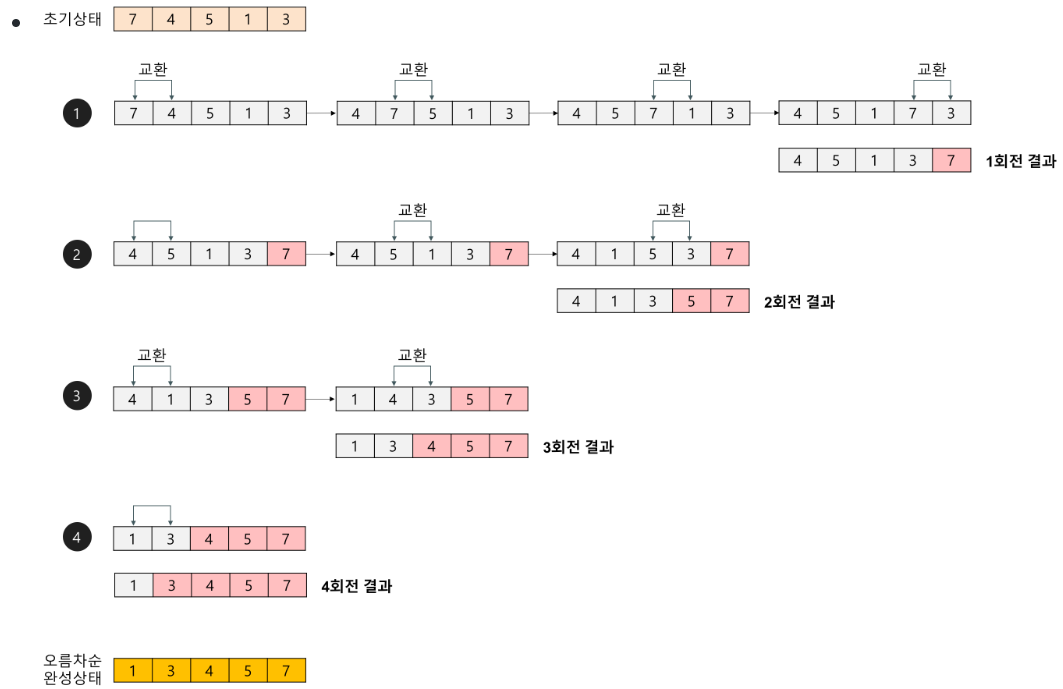 초기상태 7 4 5 1 3
교환 교환 교환 교환
1 7 4 5 1 3 4 7 5 1 3 4 5 7 1 3 4 5 1 7 3
4 5 1 3 7 1회전 결과
교환 교환
2 4 5 1 3 7 4 5 1 3 7 4 1 5 3 7
4 1 3 5 7 2회전 결과
교환 교환
3 4 1 3 5 7 1 4 3 5 7
1 3 4 5 7 3회전 결과
4 1 3 4 5 7
1 3 4 5 7 4회전 결과
오름차순
완성상태 1 3 4 5 7